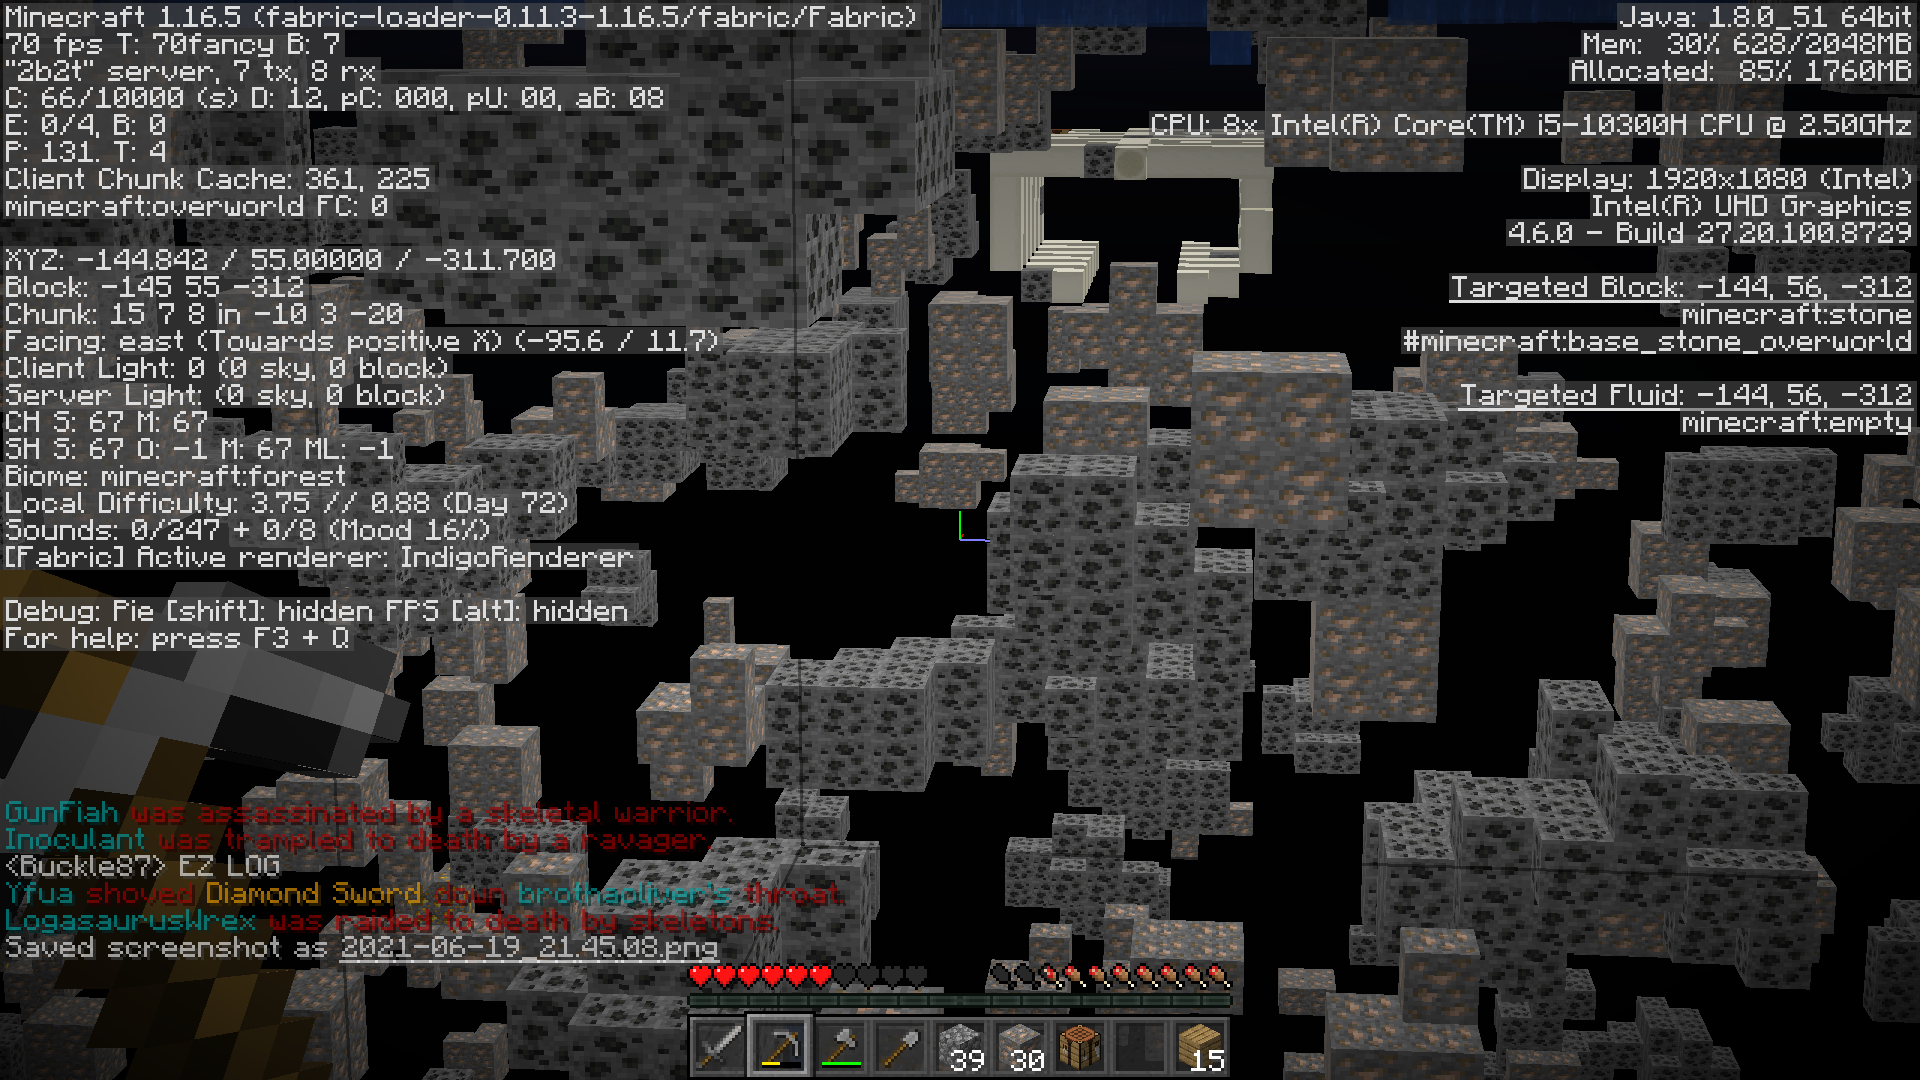 Minecraft 1.16.5 (fabric-loader-0.11.3-1.16.5/fabric/Fabric)
70 fps T: 70fancy B: 7
"2b2t" server, 7 tx, 8 rx
C: 66/10000 (s) D: 12, pC: 000, pU: 00, aB: 08
E: 0/4, B: 0
P: 131. T: 4
Client Chunk Cache: 361, 225
minecraft:overworld FC: 0
XYZ: -144.842 / 55.00000 / -311.700
Block: -145 55 -312
Chunk: 15 7 8 in -10 3 -20
Facing: east (Towards positive X) (-95.6 / 11.7)
Client Light: 0 (0 sky, 0 block)
Server Light: (0 sky, 0 block)
CH S: 67 M: 67
SH S: 67 O: -1 M: 67 ML: -1
Biome: minecraft:forest
Local Difficulty: 3.75 // 0.88 (Day 72)
Sounds: 0/247 + 0/8 (Mood 16%)
[Fabric] Active renderer: IndigoRenderer
Debug: Pie [shift]: hidden FPS [alt]: hidden
For help: press F3 + Q
Java: 1.8.0_51 64bit
Mem: 30% 628/2048MB
Allocated: 85% 1760MB
CPU: 8x Intel(R) Core(TM) i5-10300H CPU @ 2.50GHz
Display: 1920x1080 (Intel)
Intel(R) UHD Graphics
4.6.0 - Build 27.20.100.8729
Targeted Block: -144, 56, -312
minecraft:stone
#minecraft:base_stone_overworld
Targeted Fluid: -144, 56, -312
minecraft:empty
GunFiah was assassinated by a skeletal warrior.
Inoculant was trampled to death by a ravager.
<Buckle87> EZ LOG
Yfua shoved Diamond Sword down brothaoliver's throat.
LogasaurusWrex was raided to death by skeletons.
Saved screenshot as 2021-06-19_21.45.08.png
39 30 15